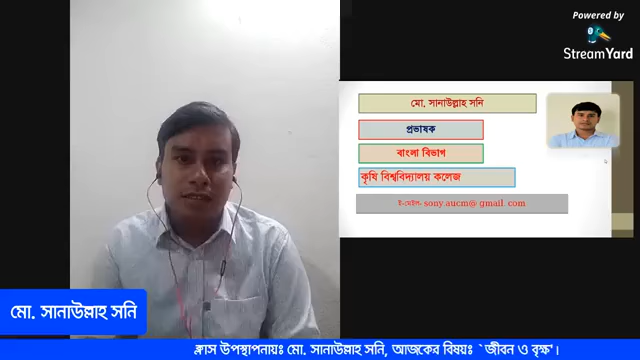 Powered by
StreamYard
মো. সানাউল্লাহ সনি
প্রভাষক
বাংলা বিভাগ
কৃষি বিশ্ববিদ্যালয় কলেজ
ই-মেইল- sony.aucm@ gmail. com
মো. সানাউল্লাহ সনি
ক্লাস উপস্থাপনায়ঃ মো. সানাউল্লাহ সনি, আজকের বিষয়ঃ `জীবন ও বৃক্ষ'।